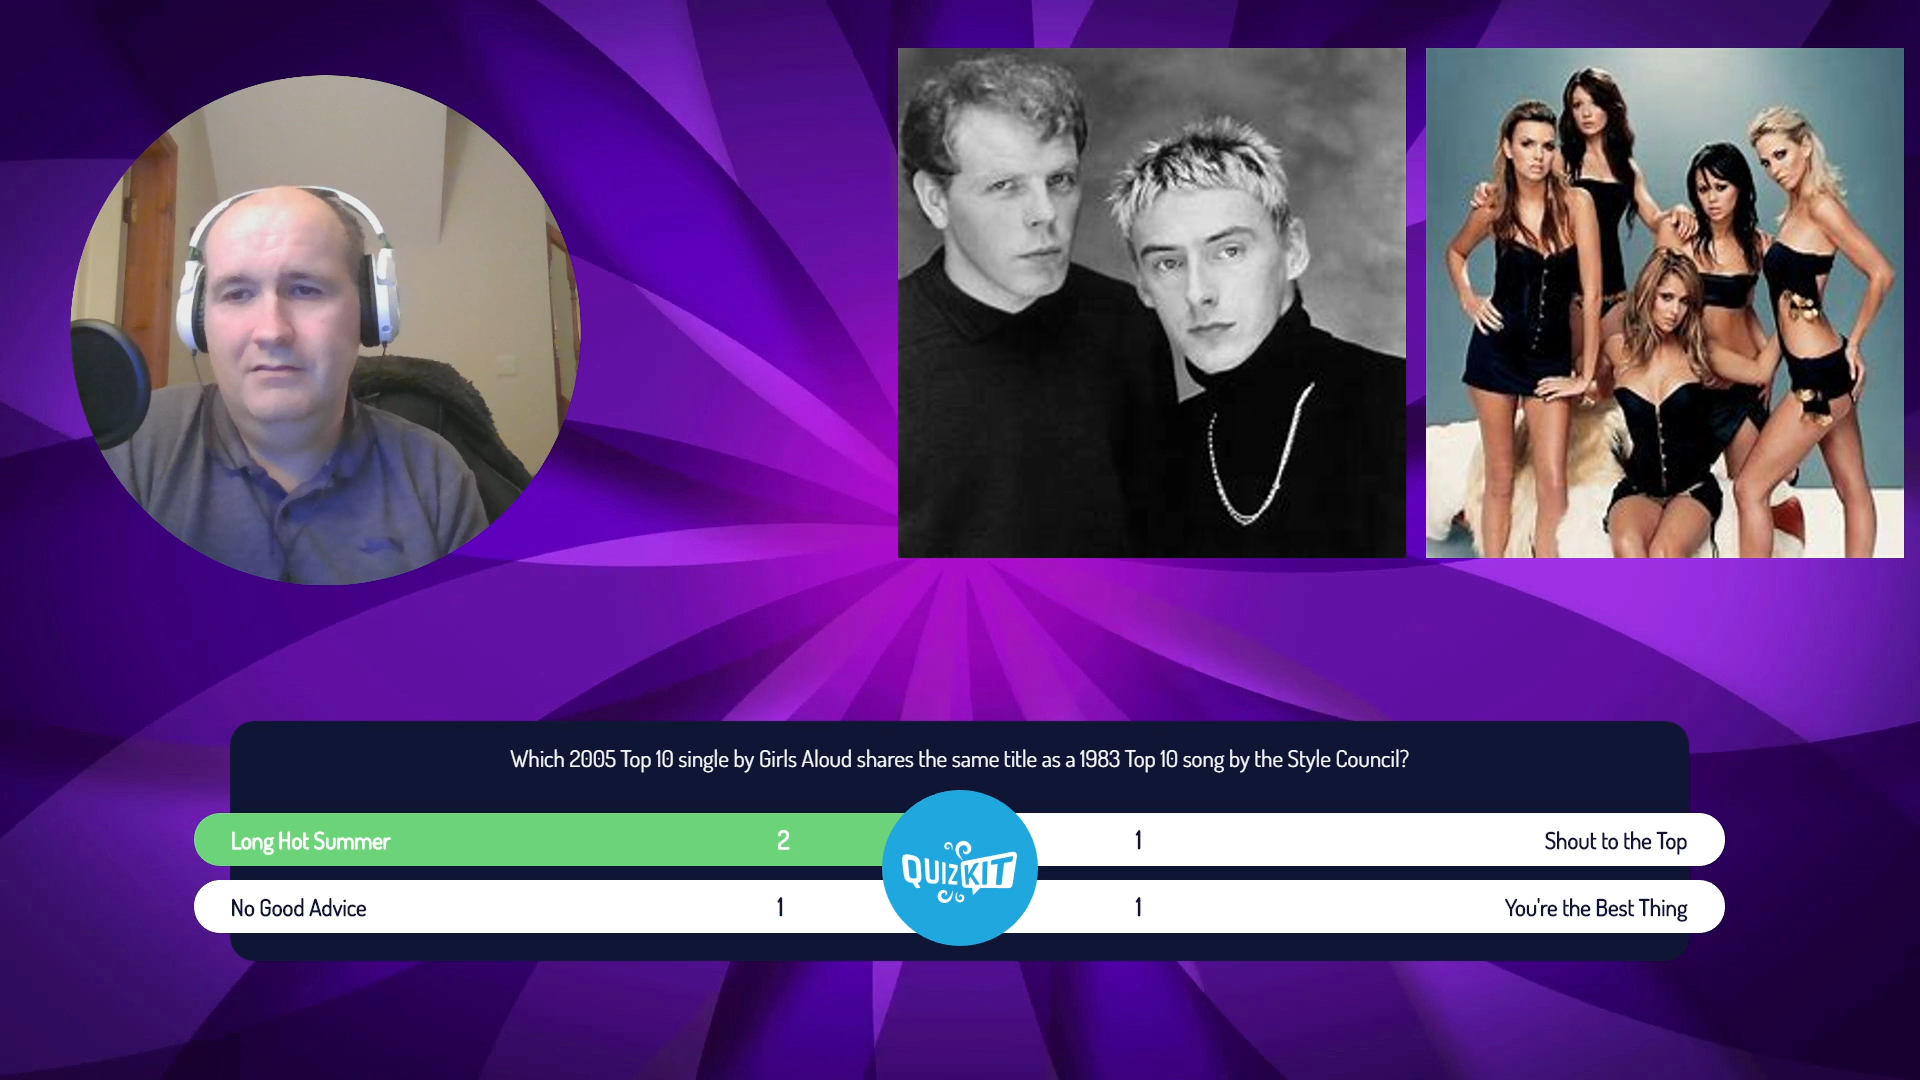 Which 2005 Top 10 single by Girls Aloud shares the same title as a 1983 Top 10 song by the Style Council?
Long Hot Summer 2
1 Shout to the Top
No Good Advice 1
1 You're the Best Thing
QUIZKIT